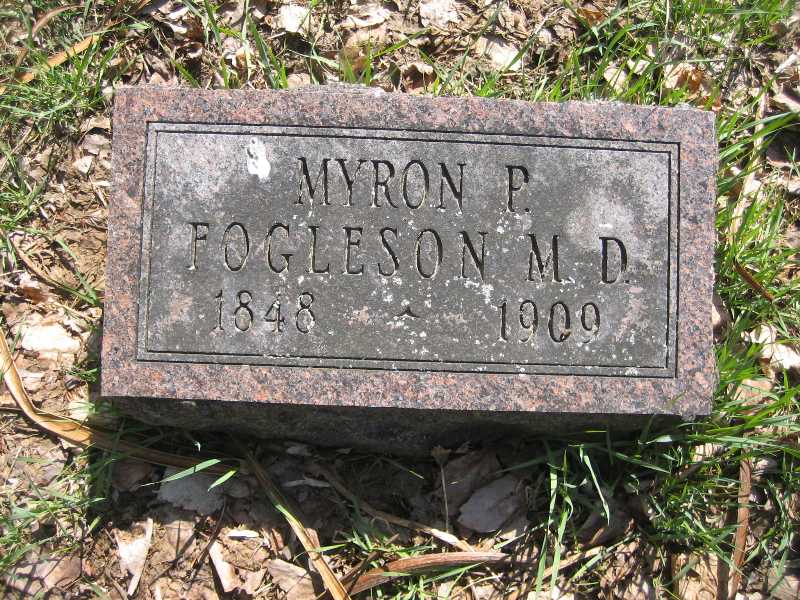 MYRON P.
FOGLESON M.D.
1848 ^ 1909